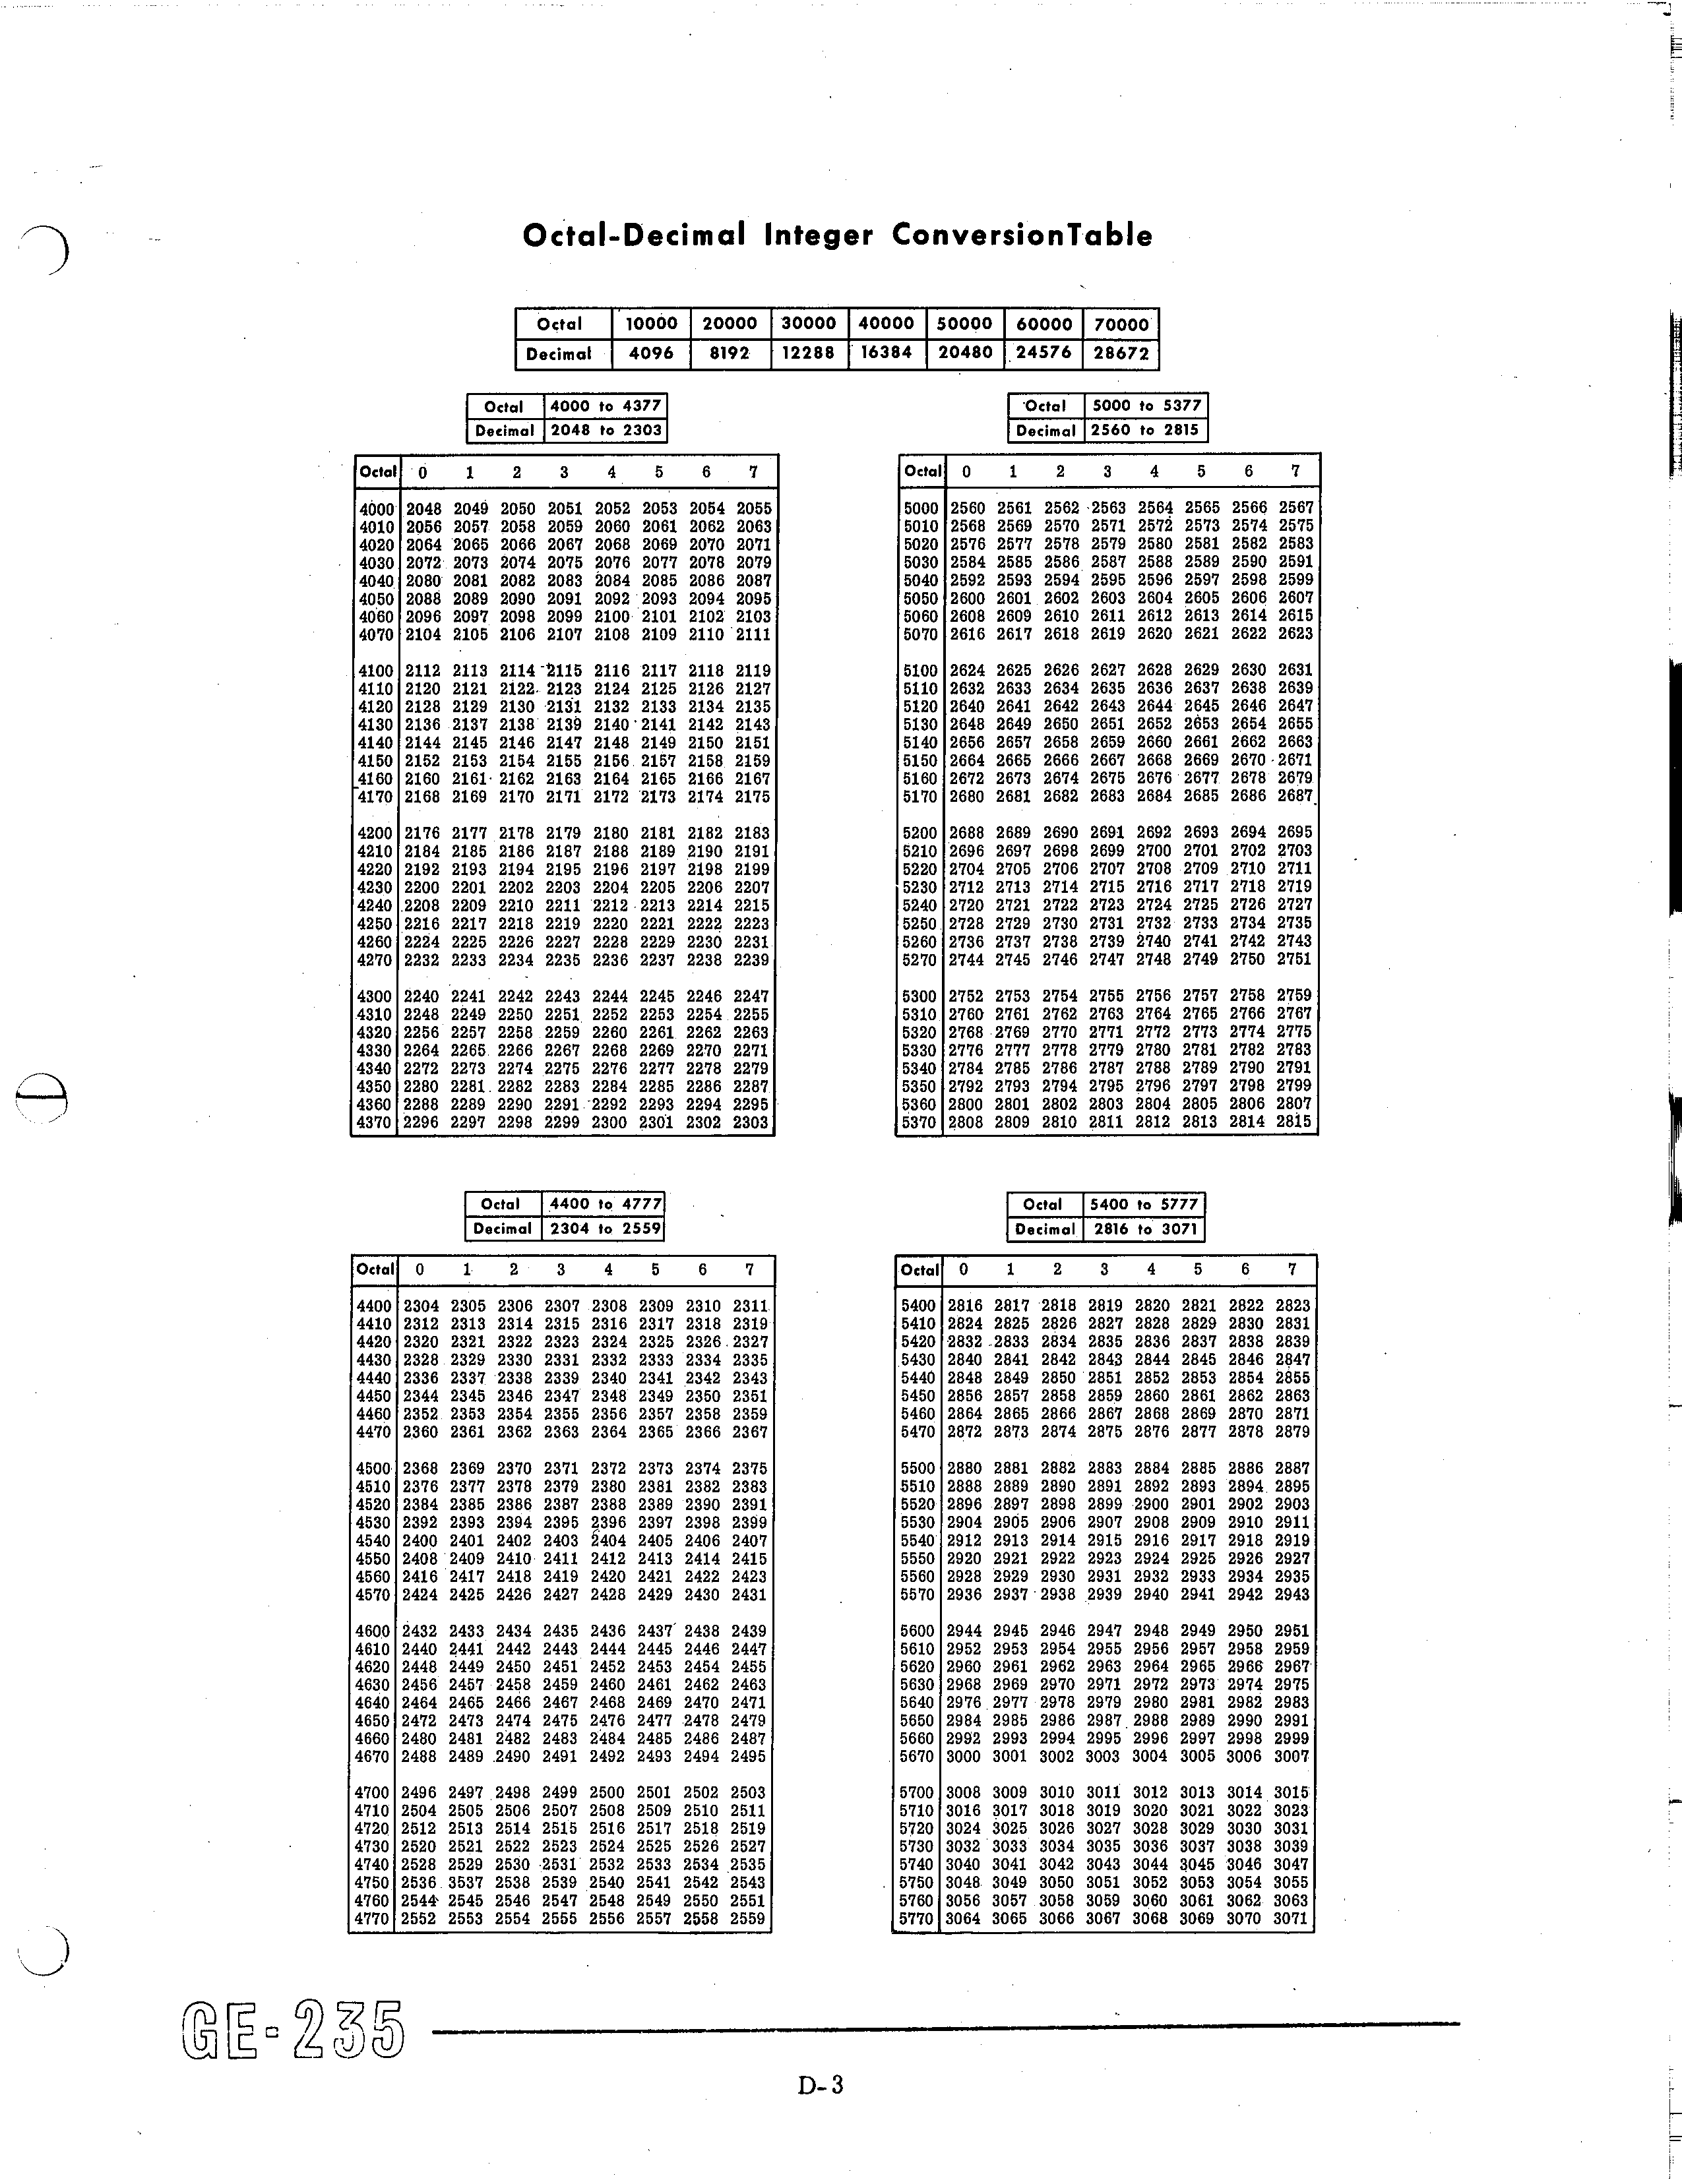 Octal-Decimal Integer ConversionTable
Octal 10000 20000 30000 40000 50000 60000 70000
Decimal 4096 8192 12288 16384 20480 24576 28672
Octal 4000 to 4377
Decimal 2048 to 2303
Octal 0 1 2 3 4 5 6 7
4000 2048 2049 2050 2051 2052 2053 2054 2055
4010 2056 2057 2058 2059 2060 2061 2062 2063
4020 2064 2065 2066 2067 2068 2069 2070 2071
4030 2072 2073 2074 2075 2076 2077 2078 2079
4040 2080 2081 2082 2083 2084 2085 2086 2087
4050 2088 2089 2090 2091 2092 2093 2094 2095
4060 2096 2097 2098 2099 2100 2101 2102 2103
4070 2104 2105 2106 2107 2108 2109 2110 2111
4100 2112 2113 2114 2115 2116 2117 2118 2119
4110 2120 2121 2122 2123 2124 2125 2126 2127
4120 2128 2129 2130 2131 2132 2133 2134 2135
4130 2136 2137 2138 2139 2140 2141 2142 2143
4140 2144 2145 2146 2147 2148 2149 2150 2151
4150 2152 2153 2154 2155 2156 2157 2158 2159
4160 2160 2161 2162 2163 2164 2165 2166 2167
4170 2168 2169 2170 2171 2172 2173 2174 2175
4200 2176 2177 2178 2179 2180 2181 2182 2183
4210 2184 2185 2186 2187 2188 2189 2190 2191
4220 2192 2193 2194 2195 2196 2197 2198 2199
4230 2200 2201 2202 2203 2204 2205 2206 2207
4240 2208 2209 2210 2211 2212 2213 2214 2215
4250 2216 2217 2218 2219 2220 2221 2222 2223
4260 2224 2225 2226 2227 2228 2229 2230 2231
4270 2232 2233 2234 2235 2236 2237 2238 2239
4300 2240 2241 2242 2243 2244 2245 2246 2247
4310 2248 2249 2250 2251 2252 2253 2254 2255
4320 2256 2257 2258 2259 2260 2261 2262 2263
4330 2264 2265 2266 2267 2268 2269 2270 2271
4340 2272 2273 2274 2275 2276 2277 2278 2279
4350 2280 2281 2282 2283 2284 2285 2286 2287
4360 2288 2289 2290 2291 2292 2293 2294 2295
4370 2296 2297 2298 2299 2300 2301 2302 2303
Octal 5000 to 5377
Decimal 2560 to 2815
Octal 0 1 2 3 4 5 6 7
5000 2560 2561 2562 2563 2564 2565 2566 2567
5010 2568 2569 2570 2571 2572 2573 2574 2575
5020 2576 2577 2578 2579 2580 2581 2582 2583
5030 2584 2585 2586 2587 2588 2589 2590 2591
5040 2592 2593 2594 2595 2596 2597 2598 2599
5050 2600 2601 2602 2603 2604 2605 2606 2607
5060 2608 2609 2610 2611 2612 2613 2614 2615
5070 2616 2617 2618 2619 2620 2621 2622 2623
5100 2624 2625 2626 2627 2628 2629 2630 2631
5110 2632 2633 2634 2635 2636 2637 2638 2639
5120 2640 2641 2642 2643 2644 2645 2646 2647
5130 2648 2649 2650 2651 2652 2653 2654 2655
5140 2656 2657 2658 2659 2660 2661 2662 2663
5150 2664 2665 2666 2667 2668 2669 2670 2671
5160 2672 2673 2674 2675 2676 2677 2678 2679
5170 2680 2681 2682 2683 2684 2685 2686 2687
5200 2688 2689 2690 2691 2692 2693 2694 2695
5210 2696 2697 2698 2699 2700 2701 2702 2703
5220 2704 2705 2706 2707 2708 2709 2710 2711
5230 2712 2713 2714 2715 2716 2717 2718 2719
5240 2720 2721 2722 2723 2724 2725 2726 2727
5250 2728 2729 2730 2731 2732 2733 2734 2735
5260 2736 2737 2738 2739 2740 2741 2742 2743
5270 2744 2745 2746 2747 2748 2749 2750 2751
5300 2752 2753 2754 2755 2756 2757 2758 2759
5310 2760 2761 2762 2763 2764 2765 2766 2767
5320 2768 2769 2770 2771 2772 2773 2774 2775
5330 2776 2777 2778 2779 2780 2781 2782 2783
5340 2784 2785 2786 2787 2788 2789 2790 2791
5350 2792 2793 2794 2795 2796 2797 2798 2799
5360 2800 2801 2802 2803 2804 2805 2806 2807
5370 2808 2809 2810 2811 2812 2813 2814 2815
Octal 4400 to 4777
Decimal 2304 to 2559
Octal 0 1 2 3 4 5 6 7
4400 2304 2305 2306 2307 2308 2309 2310 2311
4410 2312 2313 2314 2315 2316 2317 2318 2319
4420 2320 2321 2322 2323 2324 2325 2326 2327
4430 2328 2329 2330 2331 2332 2333 2334 2335
4440 2336 2337 2338 2339 2340 2341 2342 2343
4450 2344 2345 2346 2347 2348 2349 2350 2351
4460 2352 2353 2354 2355 2356 2357 2358 2359
4470 2360 2361 2362 2363 2364 2365 2366 2367
4500 2368 2369 2370 2371 2372 2373 2374 2375
4510 2376 2377 2378 2379 2380 2381 2382 2383
4520 2384 2385 2386 2387 2388 2389 2390 2391
4530 2392 2393 2394 2395 2396 2397 2398 2399
4540 2400 2401 2402 2403 2404 2405 2406 2407
4550 2408 2409 2410 2411 2412 2413 2414 2415
4560 2416 2417 2418 2419 2420 2421 2422 2423
4570 2424 2425 2426 2427 2428 2429 2430 2431
4600 2432 2433 2434 2435 2436 2437 2438 2439
4610 2440 2441 2442 2443 2444 2445 2446 2447
4620 2448 2449 2450 2451 2452 2453 2454 2455
4630 2456 2457 2458 2459 2460 2461 2462 2463
4640 2464 2465 2466 2467 2468 2469 2470 2471
4650 2472 2473 2474 2475 2476 2477 2478 2479
4660 2480 2481 2482 2483 2484 2485 2486 2487
4670 2488 2489 2490 2491 2492 2493 2494 2495
4700 2496 2497 2498 2499 2500 2501 2502 2503
4710 2504 2505 2506 2507 2508 2509 2510 2511
4720 2512 2513 2514 2515 2516 2517 2518 2519
4730 2520 2521 2522 2523 2524 2525 2526 2527
4740 2528 2529 2530 2531 2532 2533 2534 2535
4750 2536 3537 2538 2539 2540 2541 2542 2543
4760 2544 2545 2546 2547 2548 2549 2550 2551
4770 2552 2553 2554 2555 2556 2557 2558 2559
Octal 5400 to 5777
Decimal 2816 to 3071
Octal 0 1 2 3 4 5 6 7
5400 2816 2817 2818 2819 2820 2821 2822 2823
5410 2824 2825 2826 2827 2828 2829 2830 2831
5420 2832 2833 2834 2835 2836 2837 2838 2839
5430 2840 2841 2842 2843 2844 2845 2846 2847
5440 2848 2849 2850 2851 2852 2853 2854 2855
5450 2856 2857 2858 2859 2860 2861 2862 2863
5460 2864 2865 2866 2867 2868 2869 2870 2871
5470 2872 2873 2874 2875 2876 2877 2878 2879
5500 2880 2881 2882 2883 2884 2885 2886 2887
5510 2888 2889 2890 2891 2892 2893 2894 2895
5520 2896 2897 2898 2899 2900 2901 2902 2903
5530 2904 2905 2906 2907 2908 2909 2910 2911
5540 2912 2913 2914 2915 2916 2917 2918 2919
5550 2920 2921 2922 2923 2924 2925 2926 2927
5560 2928 2929 2930 2931 2932 2933 2934 2935
5570 2936 2937 2938 2939 2940 2941 2942 2943
5600 2944 2945 2946 2947 2948 2949 2950 2951
5610 2952 2953 2954 2955 2956 2957 2958 2959
5620 2960 2961 2962 2963 2964 2965 2966 2967
5630 2968 2969 2970 2971 2972 2973 2974 2975
5640 2976 2977 2978 2979 2980 2981 2982 2983
5650 2984 2985 2986 2987 2988 2989 2990 2991
5660 2992 2993 2994 2995 2996 2997 2998 2999
5670 3000 3001 3002 3003 3004 3005 3006 3007
5700 3008 3009 3010 3011 3012 3013 3014 3015
5710 3016 3017 3018 3019 3020 3021 3022 3023
5720 3024 3025 3026 3027 3028 3029 3030 3031
5730 3032 3033 3034 3035 3036 3037 3038 3039
5740 3040 3041 3042 3043 3044 3045 3046 3047
5750 3048 3049 3050 3051 3052 3053 3054 3055
5760 3056 3057 3058 3059 3060 3061 3062 3063
5770 3064 3065 3066 3067 3068 3069 3070 3071
GE-235
D-3